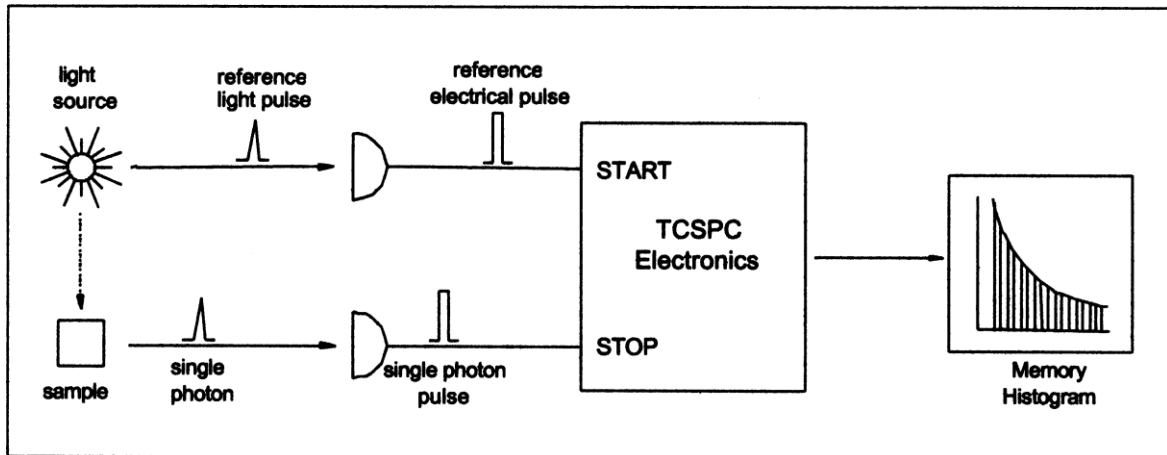 light
source
reference
light pulse
reference
electrical pulse
START
TCSPC
Electronics
STOP
sample
single
photon
single photon
pulse
Memory
Histogram